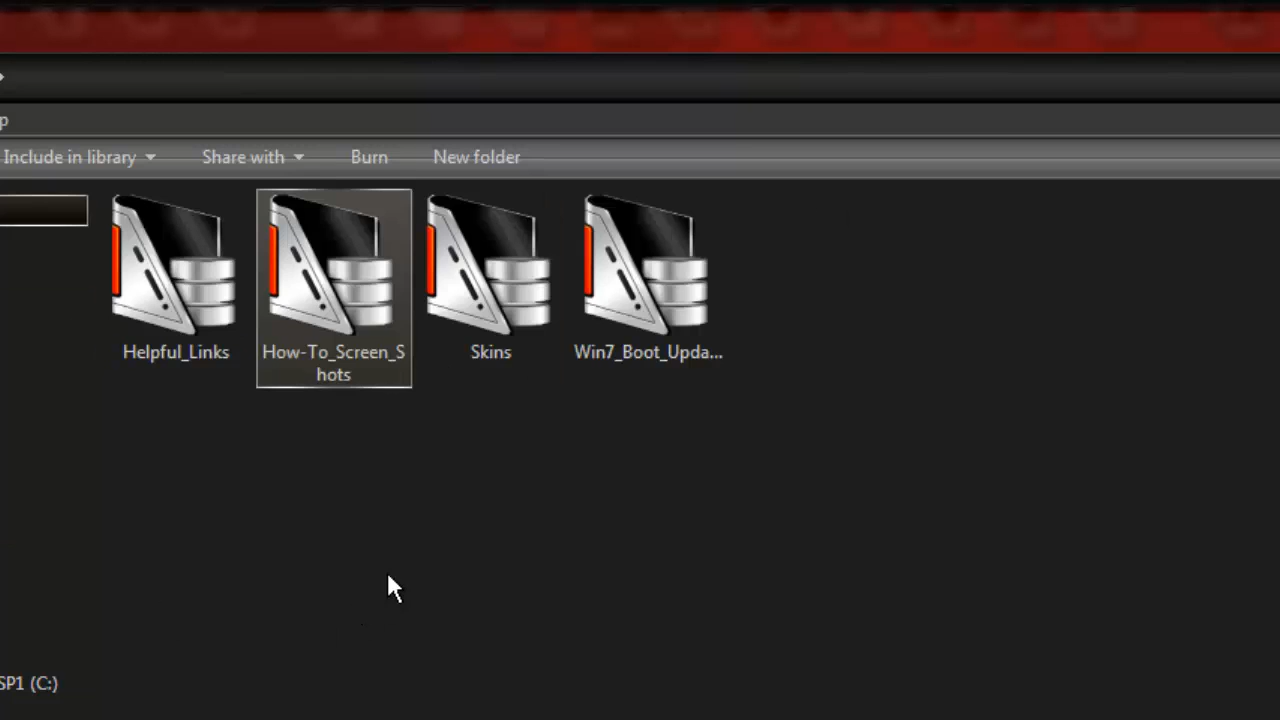 p
Include in library
Share with
Burn
New folder
Helpful_Links
How-To_Screen_S
hots
Skins
Win7_Boot_Upda...
SP1 (C:)